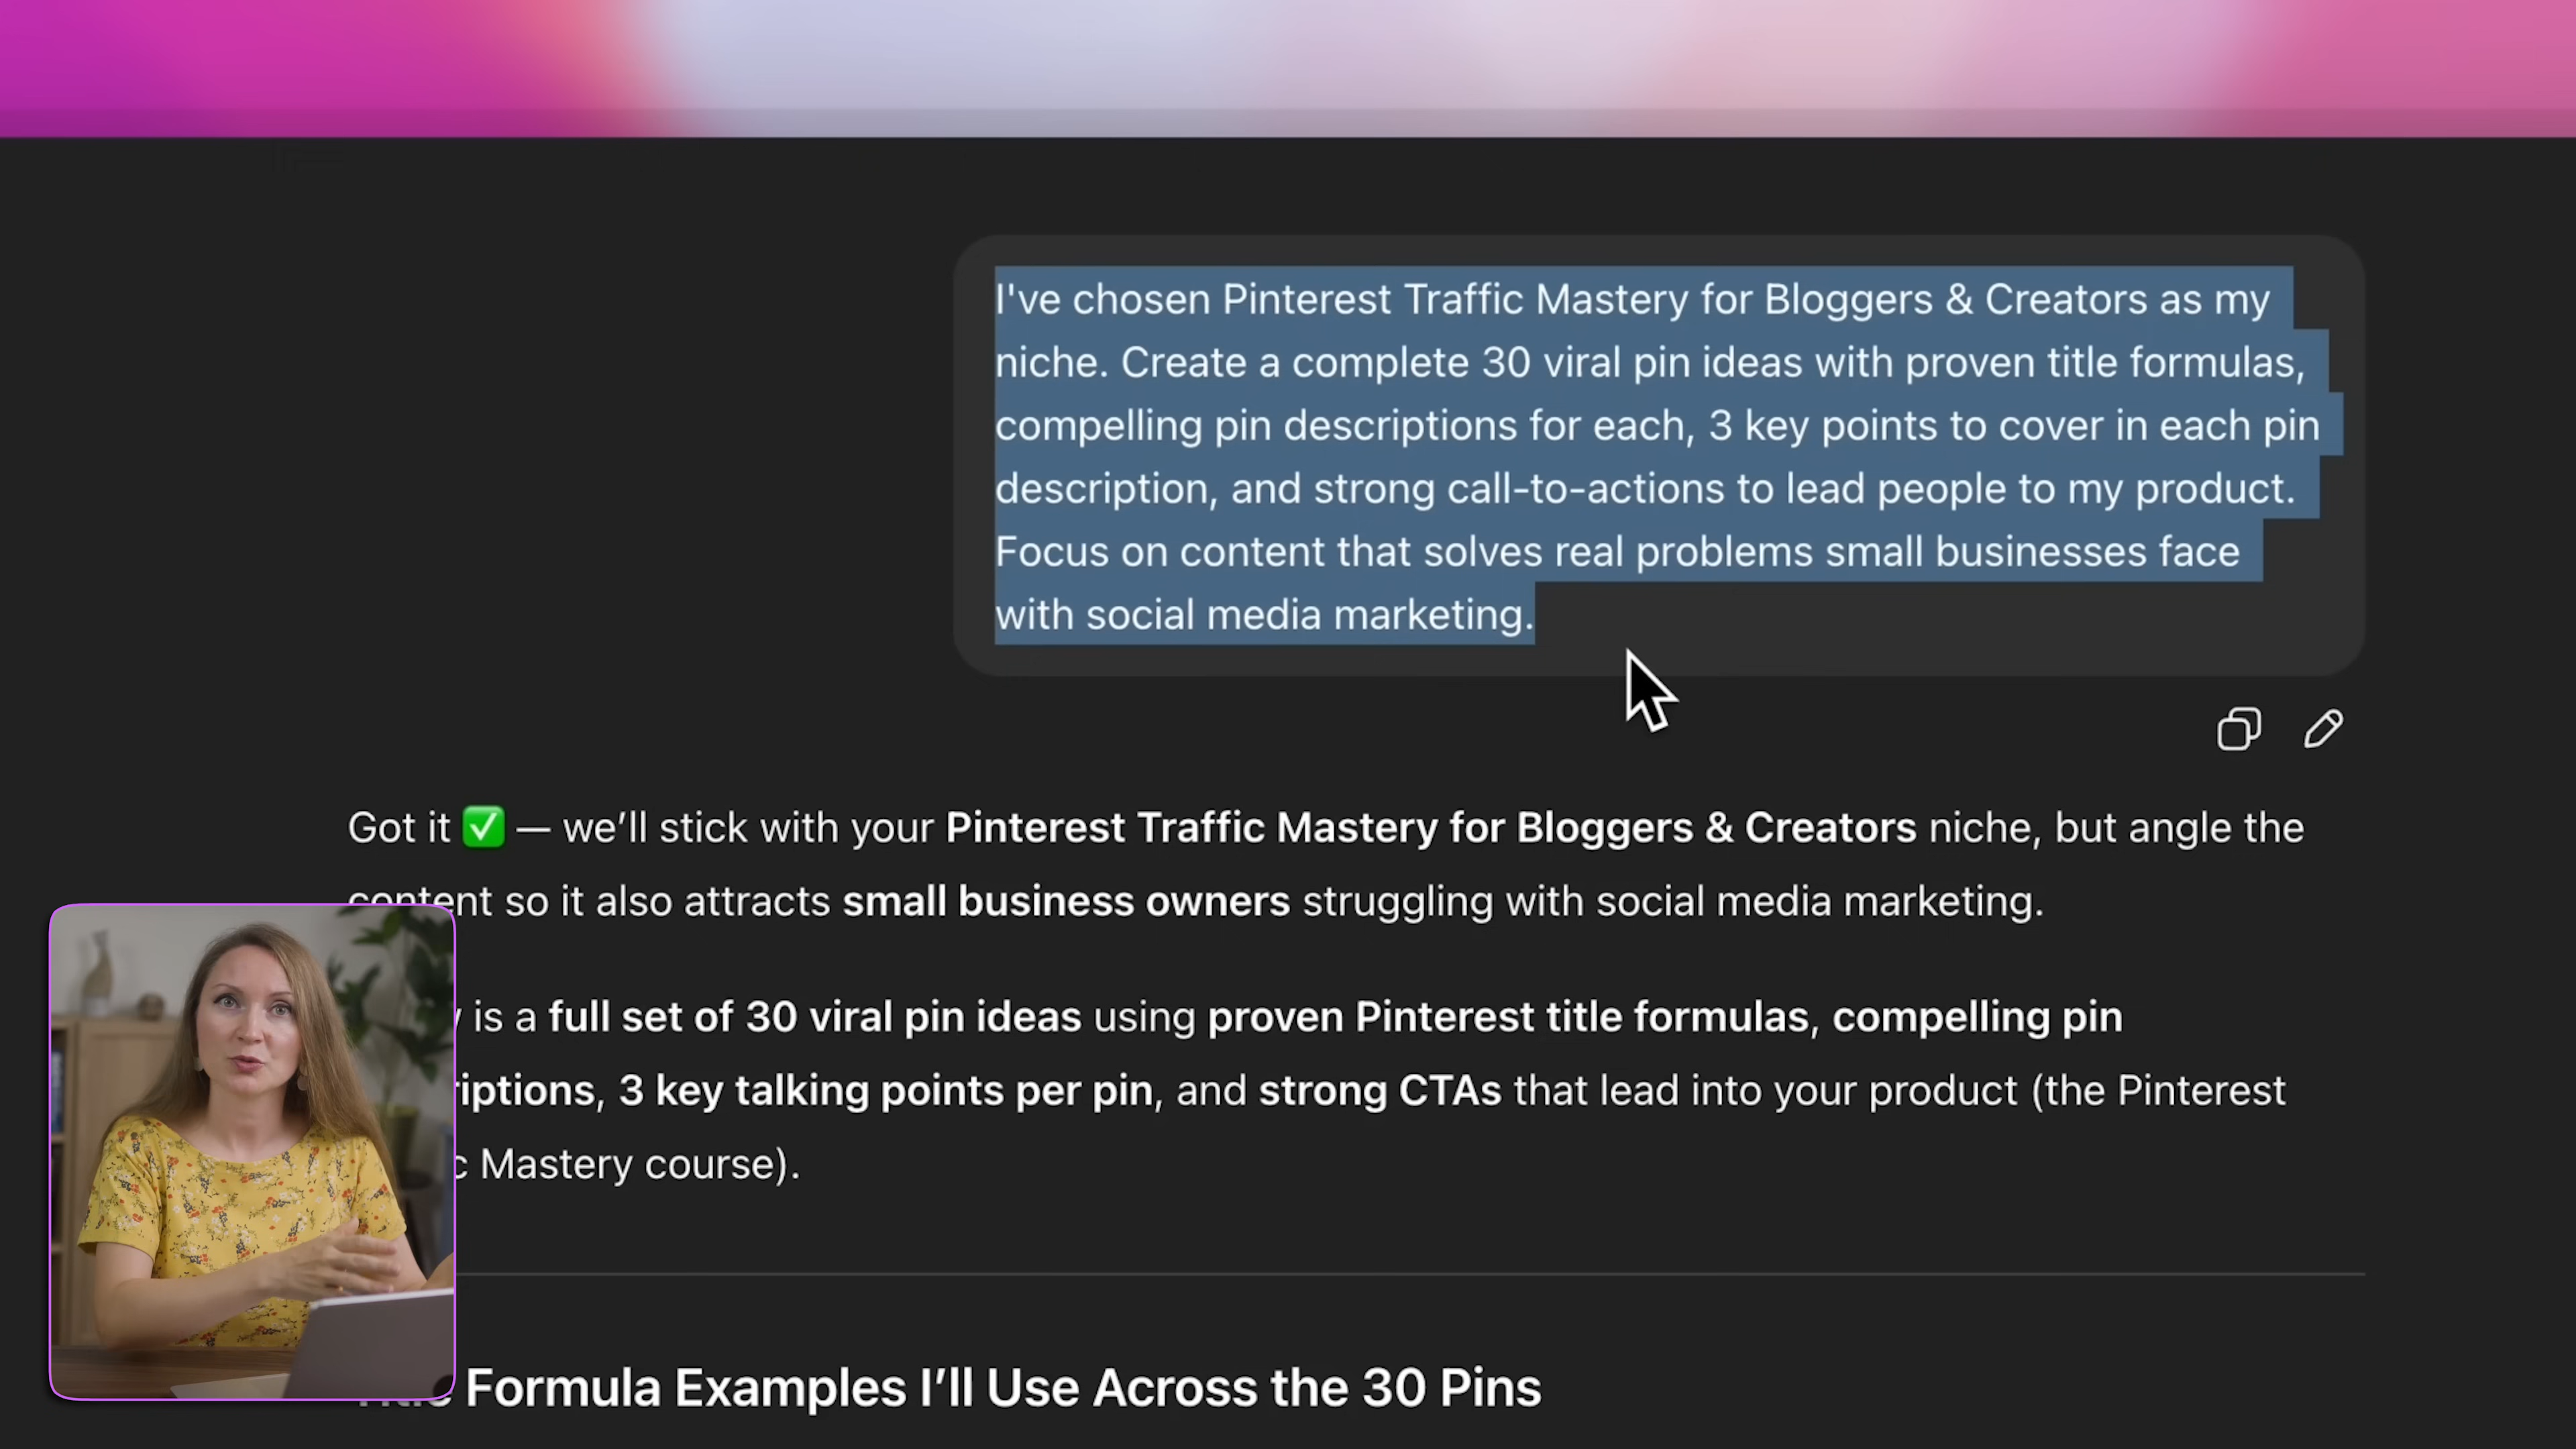 I've chosen Pinterest Traffic Mastery for Bloggers & Creators as my
niche. Create a complete 30 viral pin ideas with proven title formulas,
compelling pin descriptions for each, 3 key points to cover in each pin
description, and strong call-to-actions to lead people to my product.
Focus on content that solves real problems small businesses face
with social media marketing.
Got it ✅ — we’ll stick with your Pinterest Traffic Mastery for Bloggers & Creators niche, but angle the
content so it also attracts small business owners struggling with social media marketing.
is a full set of 30 viral pin ideas using proven Pinterest title formulas, compelling pin
riptions, 3 key talking points per pin, and strong CTAs that lead into your product (the Pinterest
c Mastery course).
Formula Examples I’ll Use Across the 30 Pins